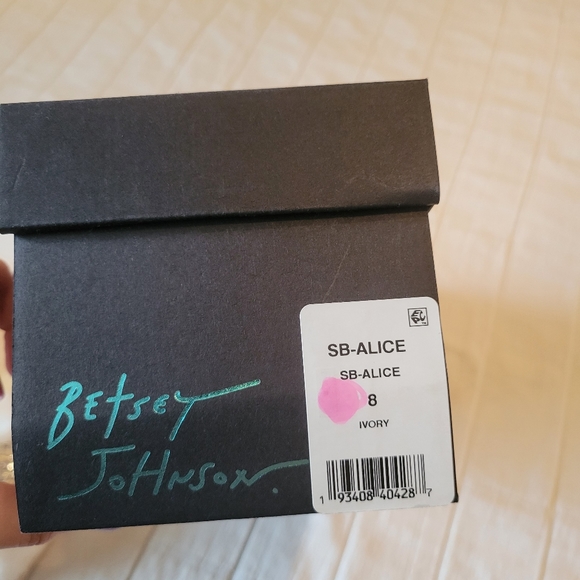 Betsey
Johnson.
SB-ALICE
SB-ALICE
8
IVORY
1 93408 40428 7